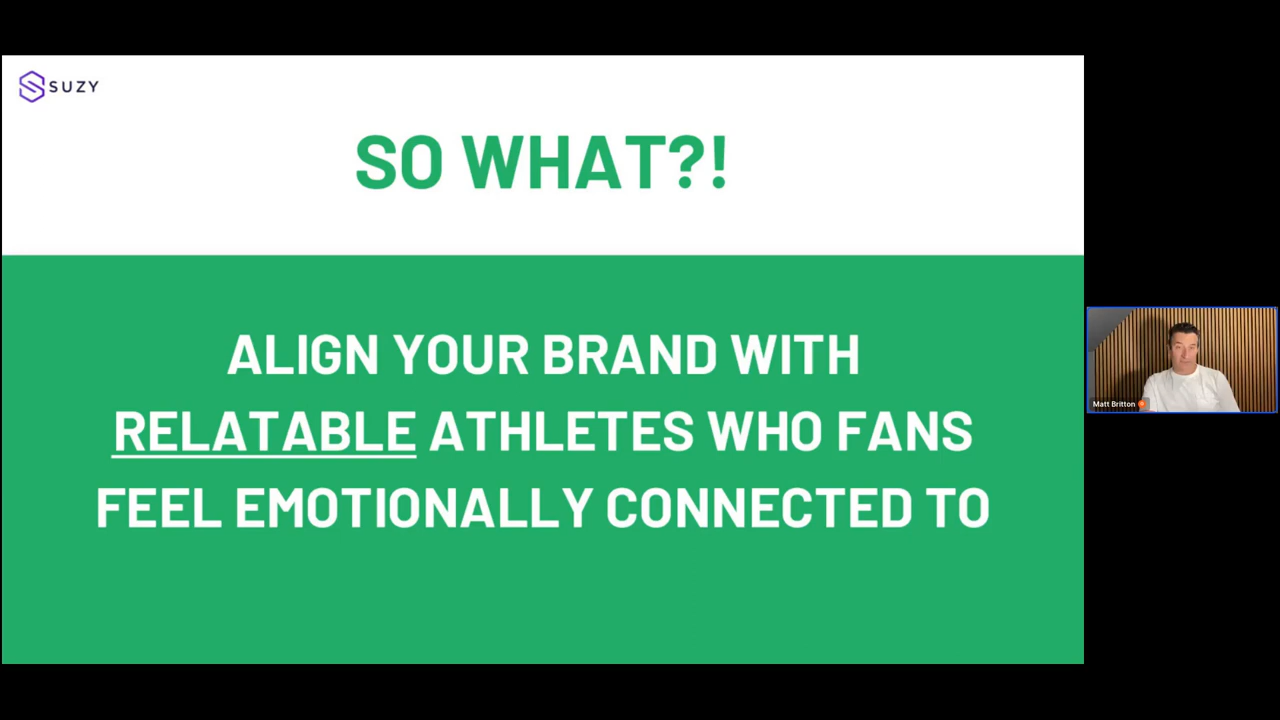 SUZY
SO WHAT?!
ALIGN YOUR BRAND WITH
RELATABLE ATHLETES WHO FANS
FEEL EMOTIONALLY CONNECTED TO
Matt Britton